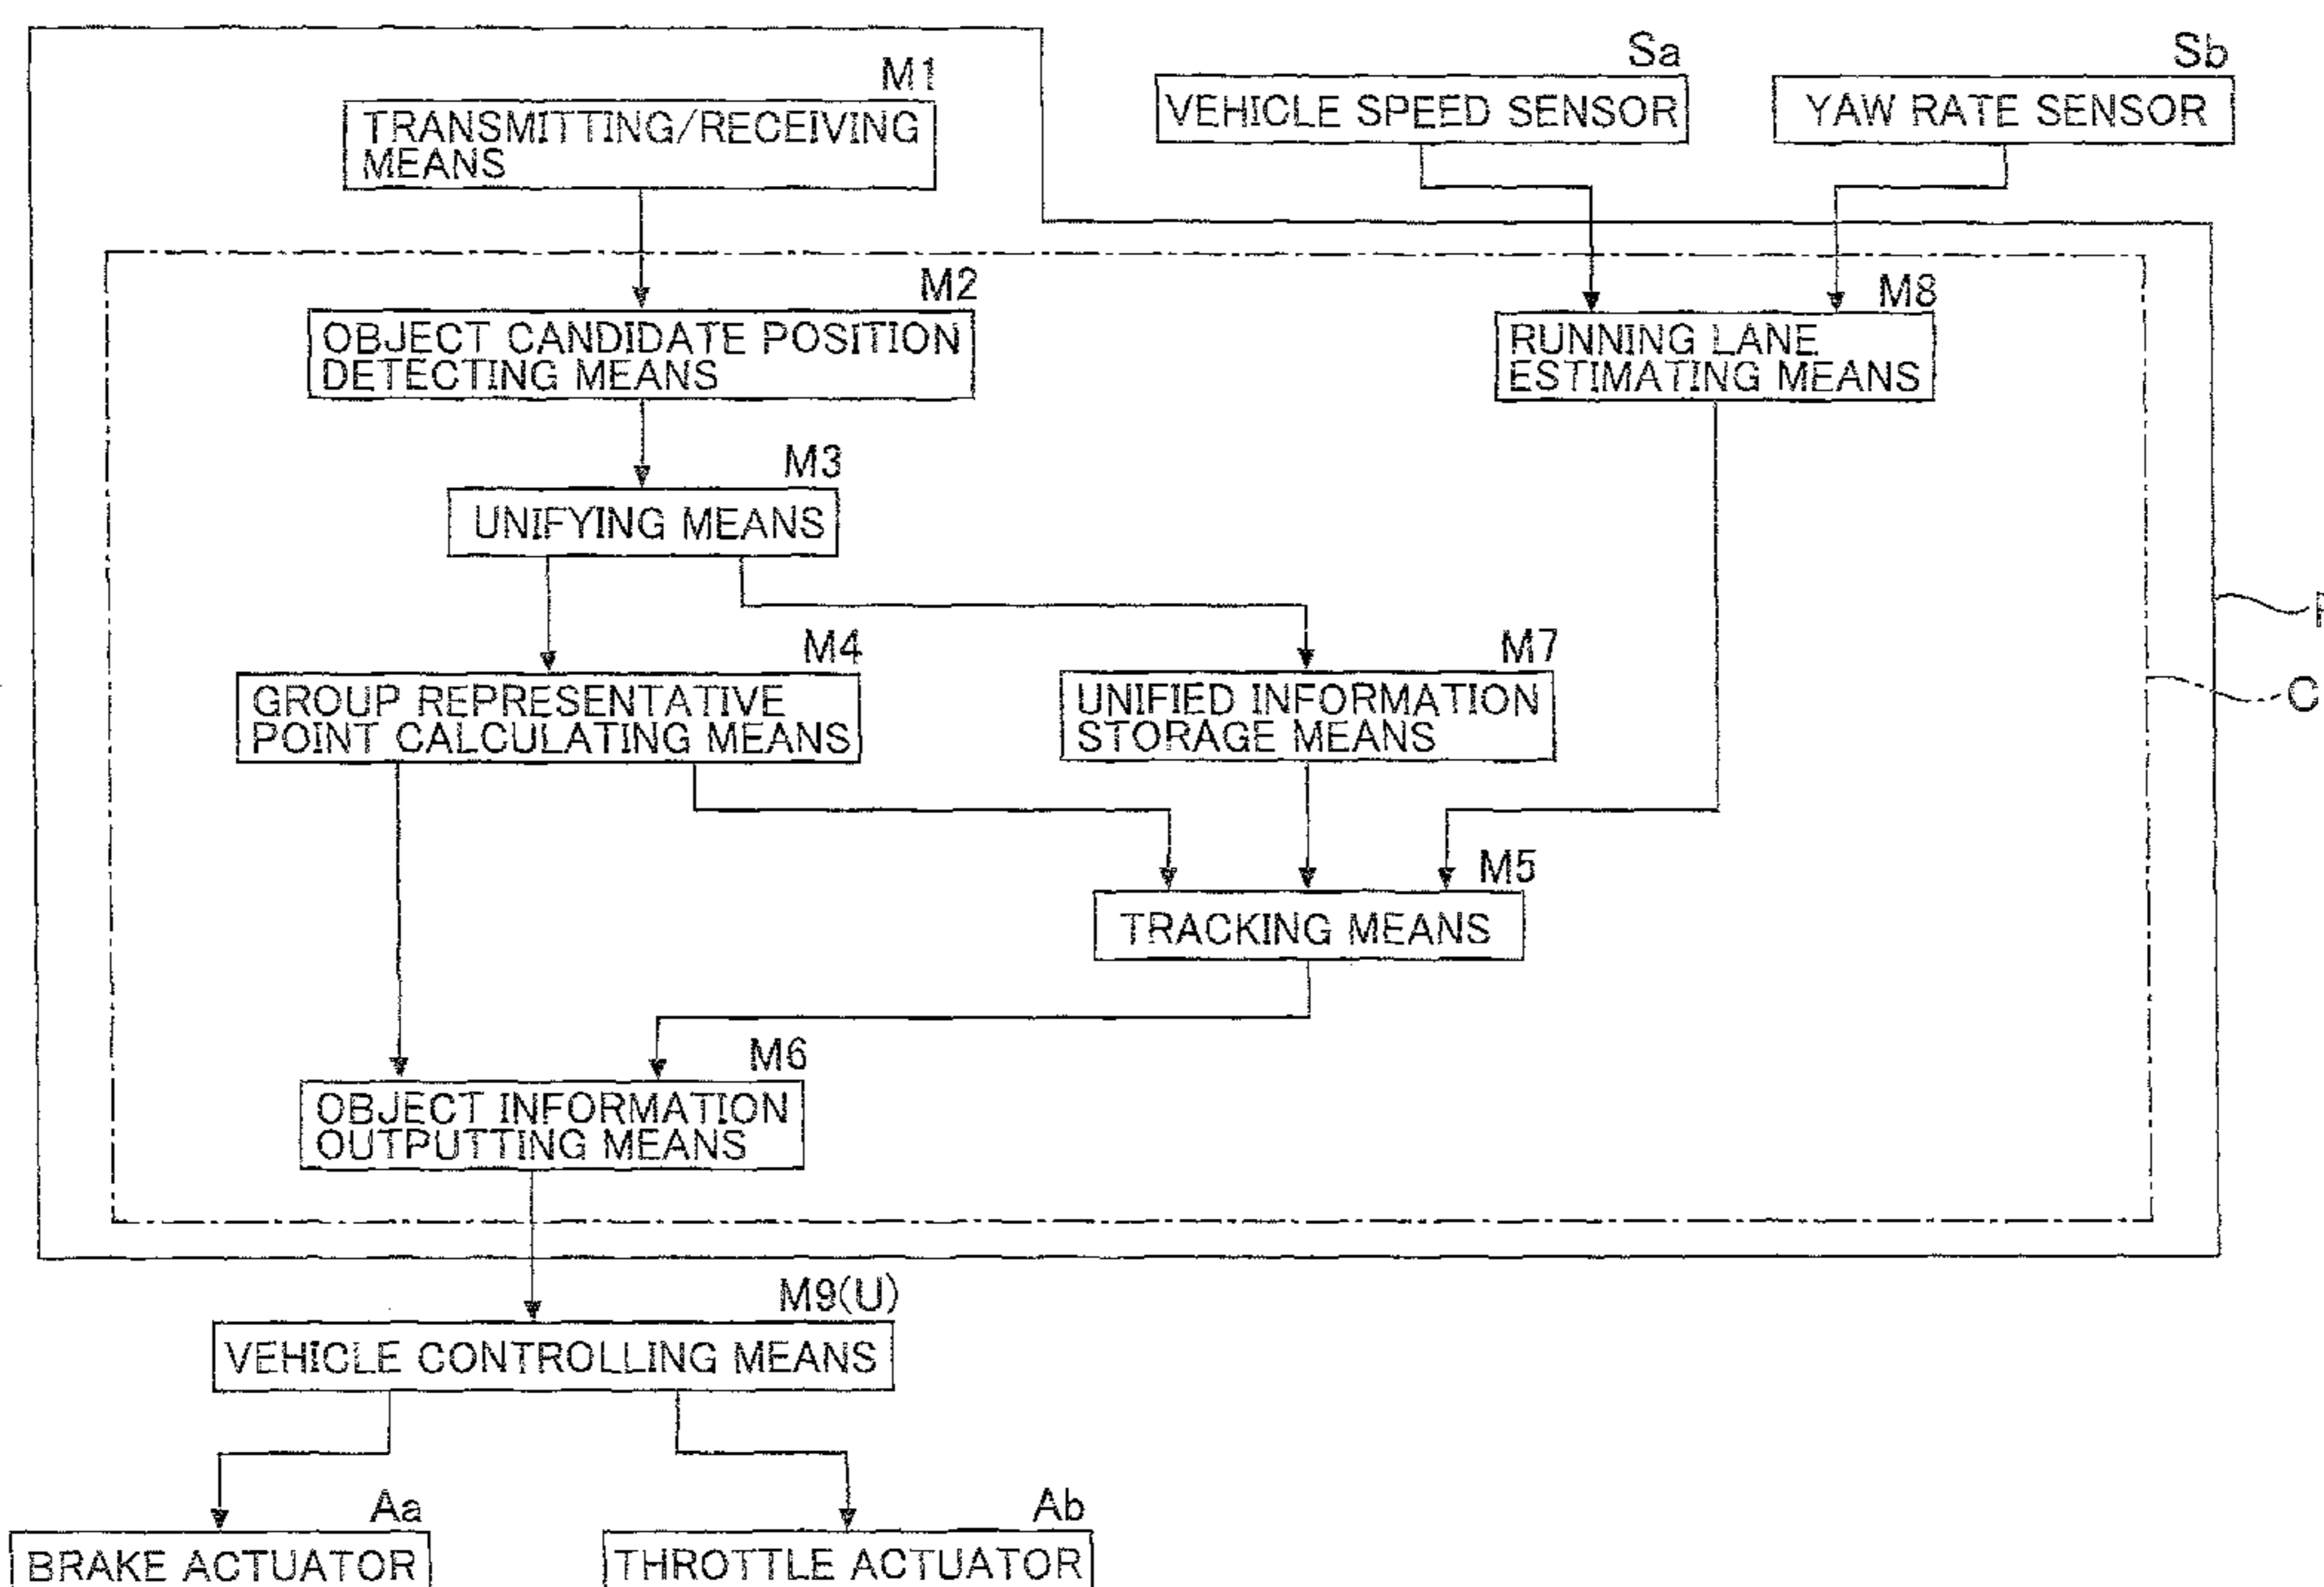 M1
TRANSMITTING/RECEIVING
MEANS
Sa
VEHICLE SPEED SENSOR
Sb
YAW RATE SENSOR
M2
OBJECT CANDIDATE POSITION
DETECTING MEANS
M8
RUNNING LANE
ESTIMATING MEANS
M3
UNIFYING MEANS
M4
GROUP REPRESENTATIVE
POINT CALCULATING MEANS
M7
UNIFIED INFORMATION
STORAGE MEANS
C
M5
TRACKING MEANS
M6
OBJECT INFORMATION
OUTPUTTING MEANS
M9(U)
VEHICLE CONTROLLING MEANS
Aa
BRAKE ACTUATOR
Ab
THROTTLE ACTUATOR